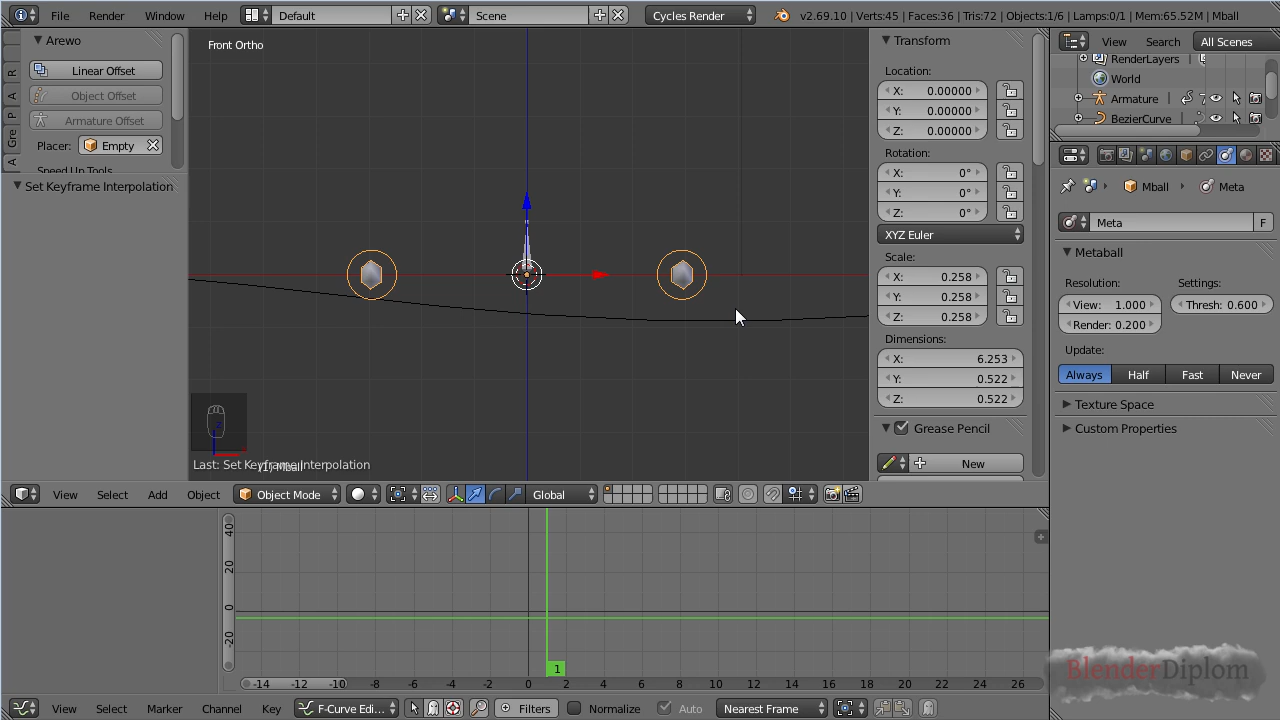 File Render Window Help Default Scene Cycles Render v2.69.10 | Verts:45 | Faces:36 | Tris:72 | Objects:1/6 | Lamps:0/1 | Mem:65.52M | Mball
Arewo
Linear Offset
Object Offset
Armature Offset
Placer: Empty
Speed Up Tools
R
A
P
Gre
A
Set Keyframe Interpolation
Front Ortho
Last: Set Keyframe Interpolation
Transform
Location:
X: 0.00000
Y: 0.00000
Z: 0.00000
Rotation:
X: 0°
Y: 0°
Z: 0°
XYZ Euler
Scale:
X: 0.258
Y: 0.258
Z: 0.258
Dimensions:
X: 6.253
Y: 0.522
Z: 0.522
Grease Pencil
New
View Search All Scenes
RenderLayers
World
Armature
BezierCurve
Mball Meta
Meta F
Metaball
Resolution: Settings:
View: 1.000 Thresh: 0.600
Render: 0.200
Update:
Always Half Fast Never
Texture Space
Custom Properties
View Select Add Object Object Mode Global
40
20
0
-20
1
-14 -12 -10 -8 -6 -4 -2 0 2 4 6 8 10 12 14 16 18 20 22 24 26
View Select Marker Channel Key F-Curve Edi... Filters Normalize Auto Nearest Frame
BlenderDiplom